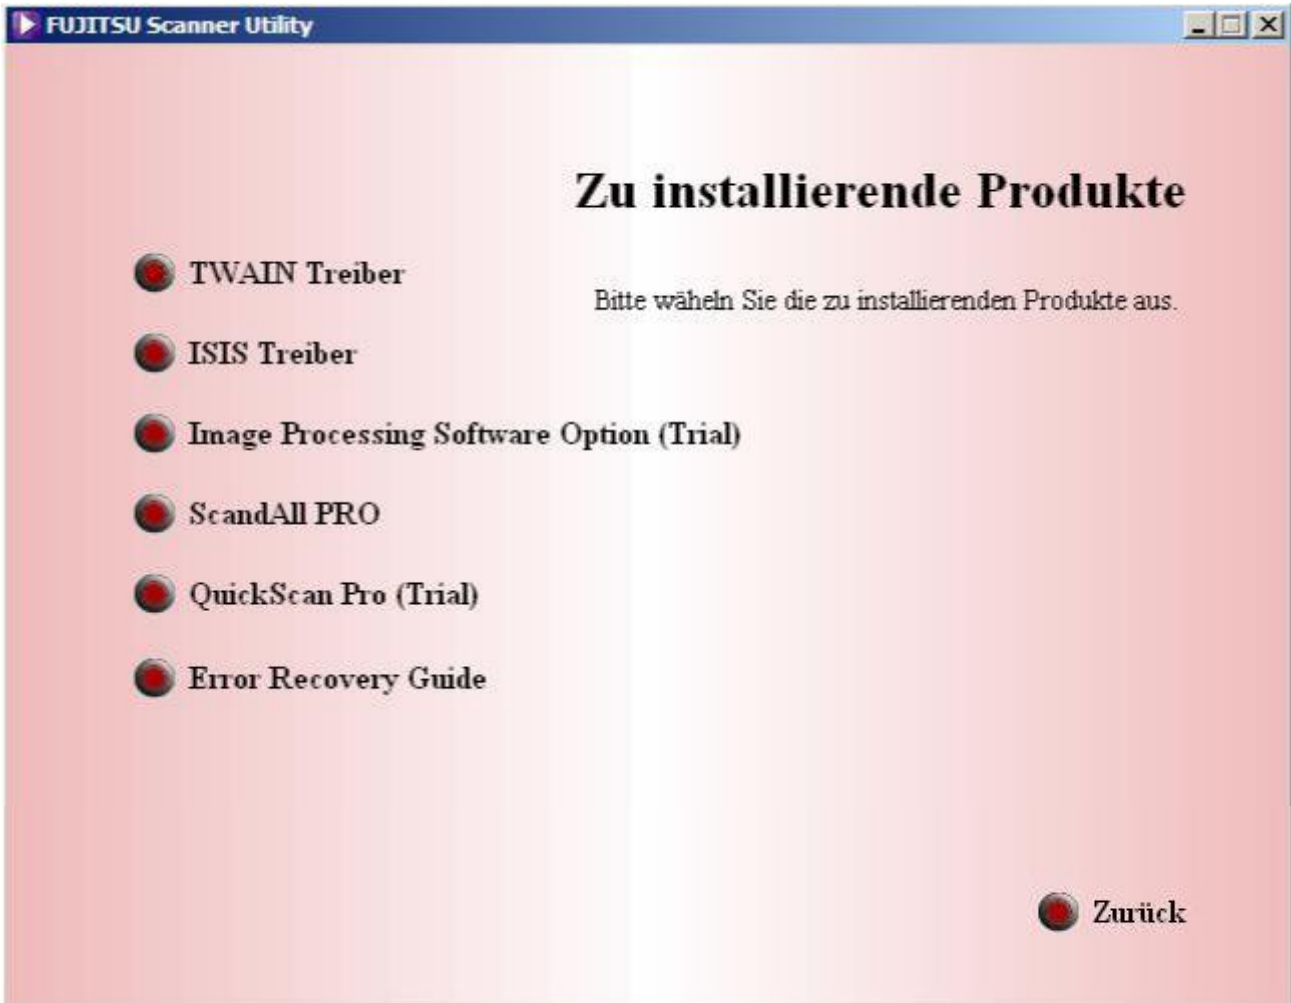 FUJITSU Scanner Utility
Zu installierende Produkte
Bitte wäheln Sie die zu installierenden Produkte aus.
TWAIN Treiber
ISIS Treiber
Image Processing Software Option (Trial)
ScandAll PRO
QuickScan Pro (Trial)
Error Recovery Guide
Zurück